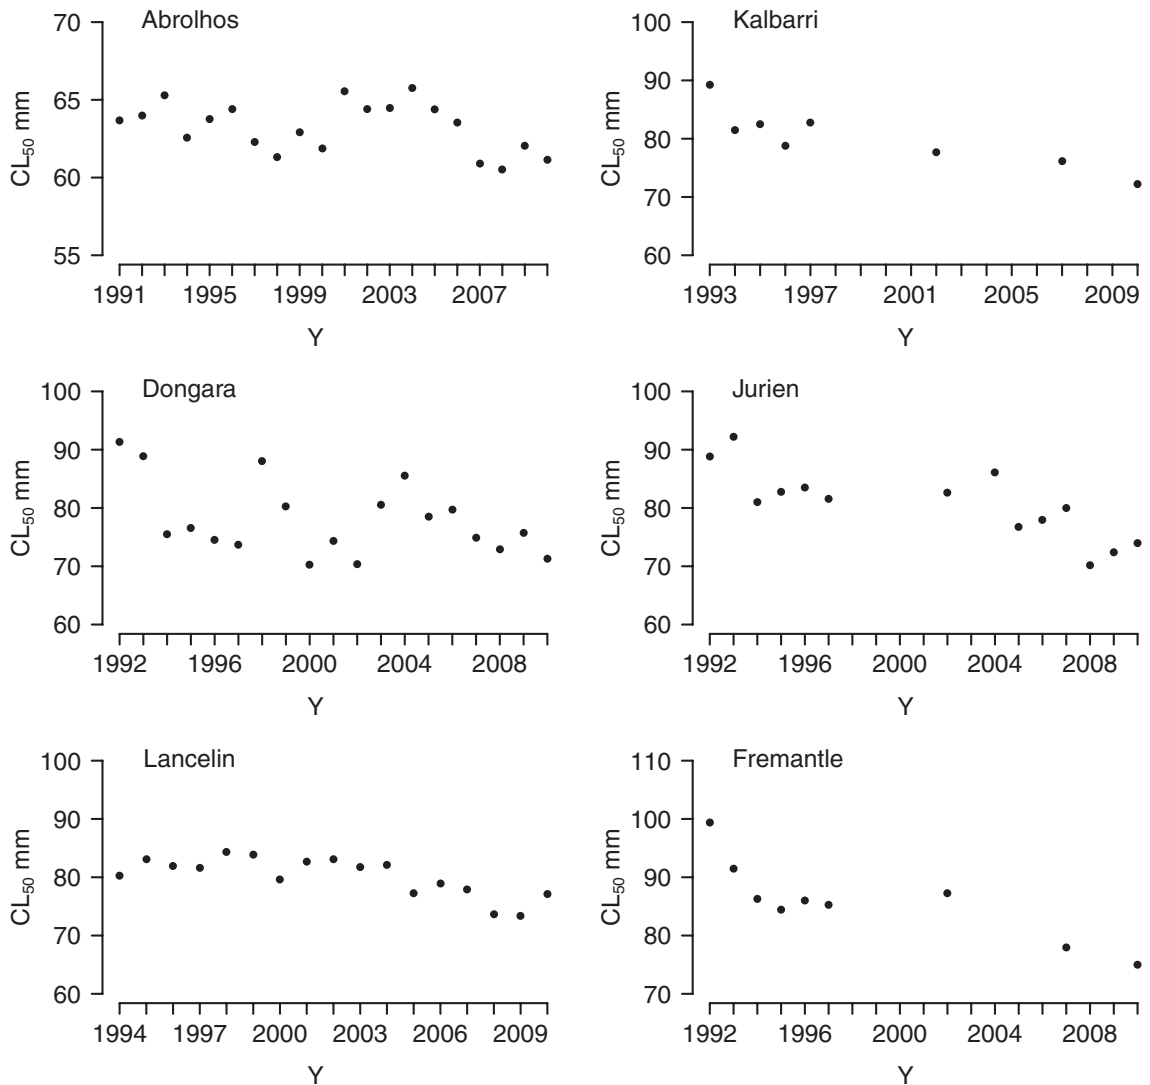 Abrolhos
70
65
60
55
CL50 mm
1991 1995 1999 2003 2007
Y
Kalbarri
100
90
80
70
60
CL50 mm
1993 1997 2001 2005 2009
Y
Dongara
100
90
80
70
60
CL50 mm
1992 1996 2000 2004 2008
Y
Jurien
100
90
80
70
60
CL50 mm
1992 1996 2000 2004 2008
Y
Lancelin
100
90
80
70
60
CL50 mm
1994 1997 2000 2003 2006 2009
Y
Fremantle
110
100
90
80
70
CL50 mm
1992 1996 2000 2004 2008
Y